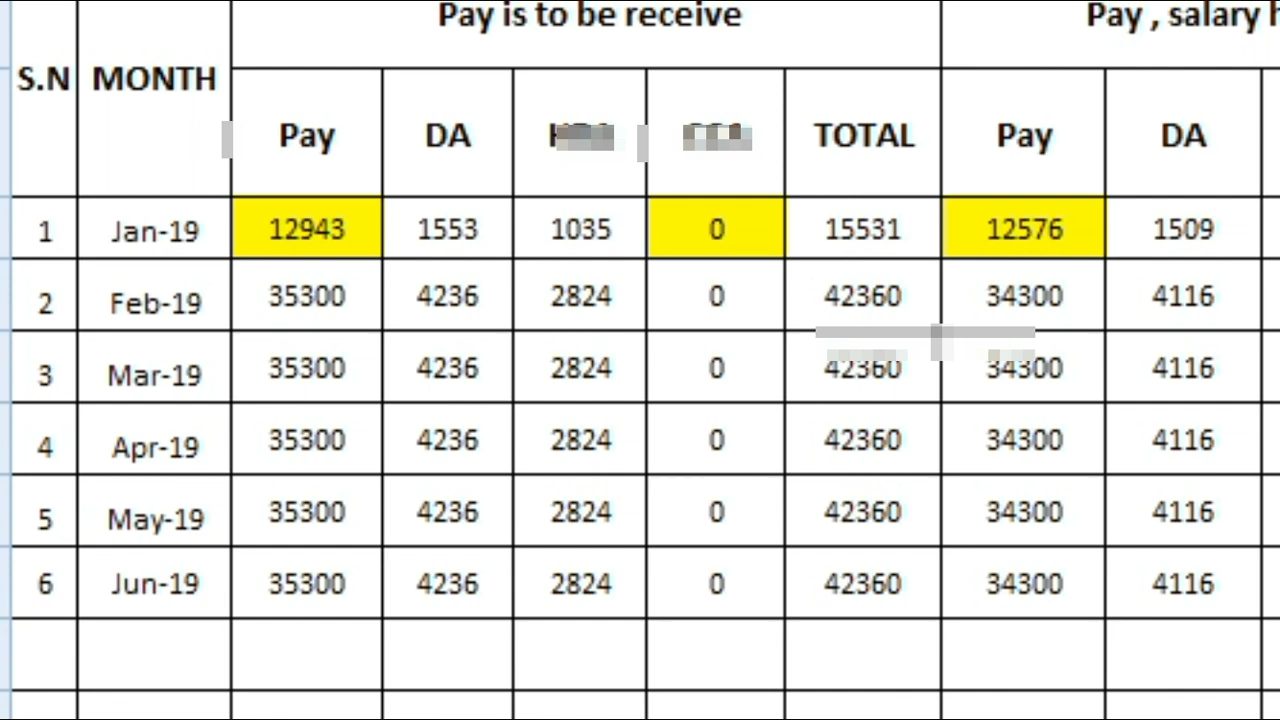 Pay is to be receive Pay , salary
S.N MONTH Pay DA TOTAL Pay DA
1 Jan-19 12943 1553 1035 0 15531 12576 1509
2 Feb-19 35300 4236 2824 0 42360 34300 4116
3 Mar-19 35300 4236 2824 0 42360 34300 4116
4 Apr-19 35300 4236 2824 0 42360 34300 4116
5 May-19 35300 4236 2824 0 42360 34300 4116
6 Jun-19 35300 4236 2824 0 42360 34300 4116